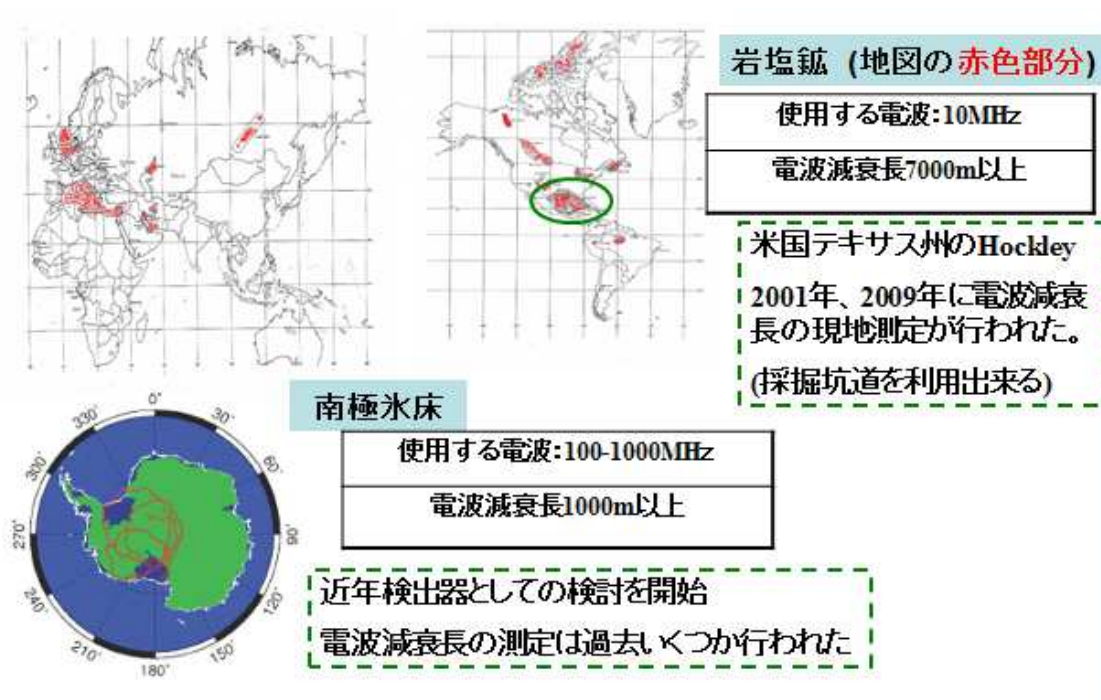 岩塩鉱 (地図の赤色部分)
使用する電波:10MHz
電波減衰長7000m以上
米国テキサス州のHockley
2001年、2009年に電波減衰
長の現地測定が行われた。
(採掘坑道を利用出来る)
南極氷床
使用する電波:100-1000MHz
電波減衰長1000m以上
近年検出器としての検討を開始
電波減衰長の測定は過去いくつか行われた
0°
30°
60°
90°
120°
150°
180°
210°
240°
270°
300°
330°